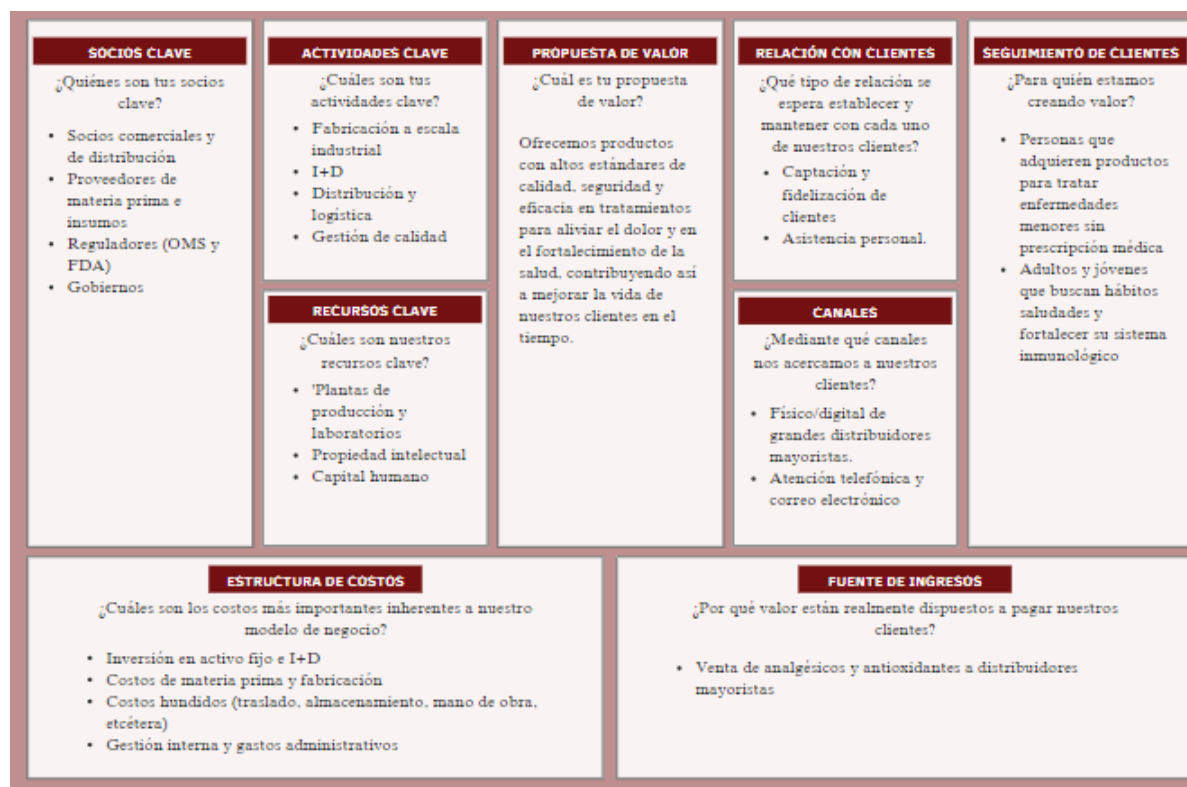 SOCIOS CLAVE
¿Quiénes son tus socios
clave?
• Socios comerciales y
de distribución
• Proveedores de
materia prima e
insumos
• Reguladores (OMS y
FDA)
• Gobiernos
ACTIVIDADES CLAVE
¿Cuáles son tus
actividades clave?
• Fabricación a escala
industrial
• I+D
• Distribución y
logística
• Gestión de calidad
RECURSOS CLAVE
¿Cuáles son nuestros
recursos clave?
• 'Plantas de
producción y
laboratorios
• Propiedad intelectual
• Capital humano
PROPUESTA DE VALOR
¿Cuál es tu propuesta
de valor?
Ofrecemos productos
con altos estándares de
calidad, seguridad y
eficacia en tratamientos
para aliviar el dolor y en
el fortalecimiento de la
salud, contribuyendo así
a mejorar la vida de
nuestros clientes en el
tiempo.
RELACIÓN CON CLIENTES
¿Qué tipo de relación se
espera establecer y
mantener con cada uno
de nuestros clientes?
• Captación y
fidelización de
clientes
• Asistencia personal.
CANALES
¿Mediante qué canales
nos acercamos a nuestros
clientes?
• Físico/digital de
grandes distribuidores
mayoristas.
• Atención telefónica y
correo electrónico
SEGUIMIENTO DE CLIENTES
¿Para quién estamos
creando valor?
• Personas que
adquieren productos
para tratar
enfermedades
menores sin
prescripción médica
• Adultos y jóvenes
que buscan hábitos
saludades y
fortalecer su sistema
inmunológico
ESTRUCTURA DE COSTOS
¿Cuáles son los costos más importantes inherentes a nuestro
modelo de negocio?
• Inversión en activo fijo e I+D
• Costos de materia prima y fabricación
• Costos hundidos (traslado, almacenamiento, mano de obra,
etcétera)
• Gestión interna y gastos administrativos
FUENTE DE INGRESOS
¿Por qué valor están realmente dispuestos a pagar nuestros
clientes?
• Venta de analgésicos y antioxidantes a distribuidores
mayoristas